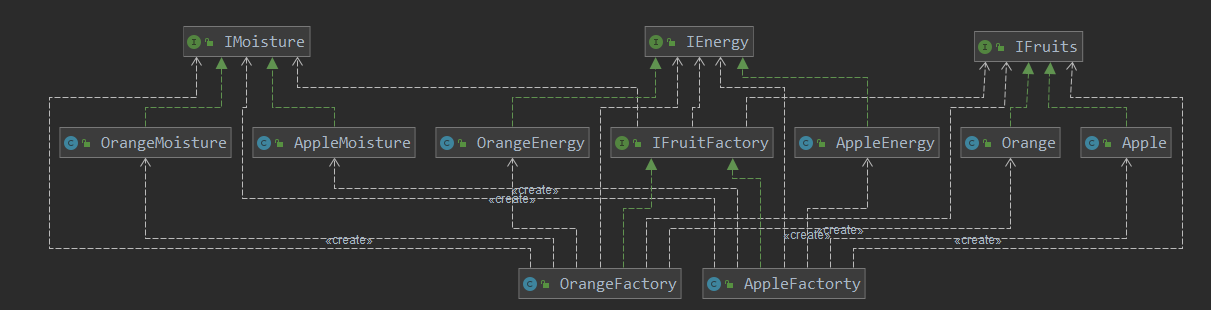 IMoisture
IEnergy
IFruits
OrangeMoisture
AppleMoisture
OrangeEnergy
IFruitFactory
AppleEnergy
Orange
Apple
«create»
«create»
«create»
«create»
«create»
«create»
OrangeFactory
AppleFactorty